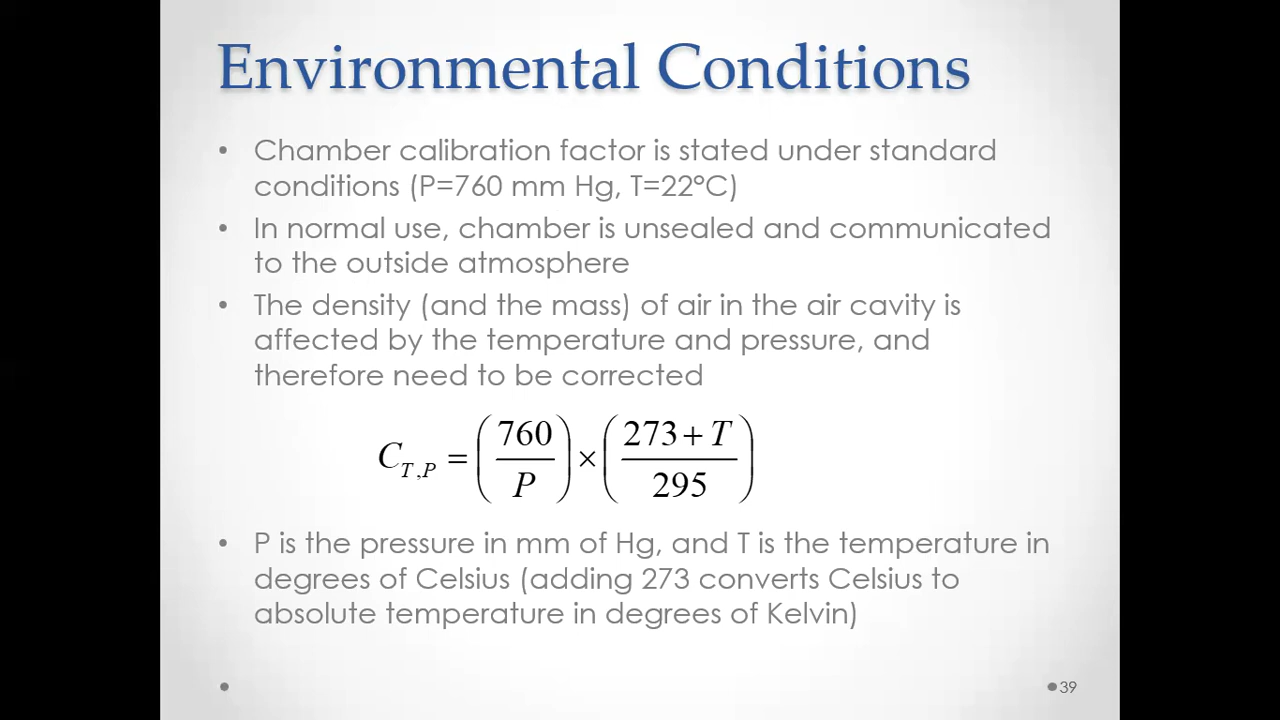 Environmental Conditions
• Chamber calibration factor is stated under standard
conditions (P=760 mm Hg, T=22°C)
• In normal use, chamber is unsealed and communicated
to the outside atmosphere
• The density (and the mass) of air in the air cavity is
affected by the temperature and pressure, and
therefore need to be corrected
C_{T,P} = (760/P) × ((273+T)/295)
• P is the pressure in mm of Hg, and T is the temperature in
degrees of Celsius (adding 273 converts Celsius to
absolute temperature in degrees of Kelvin)
39